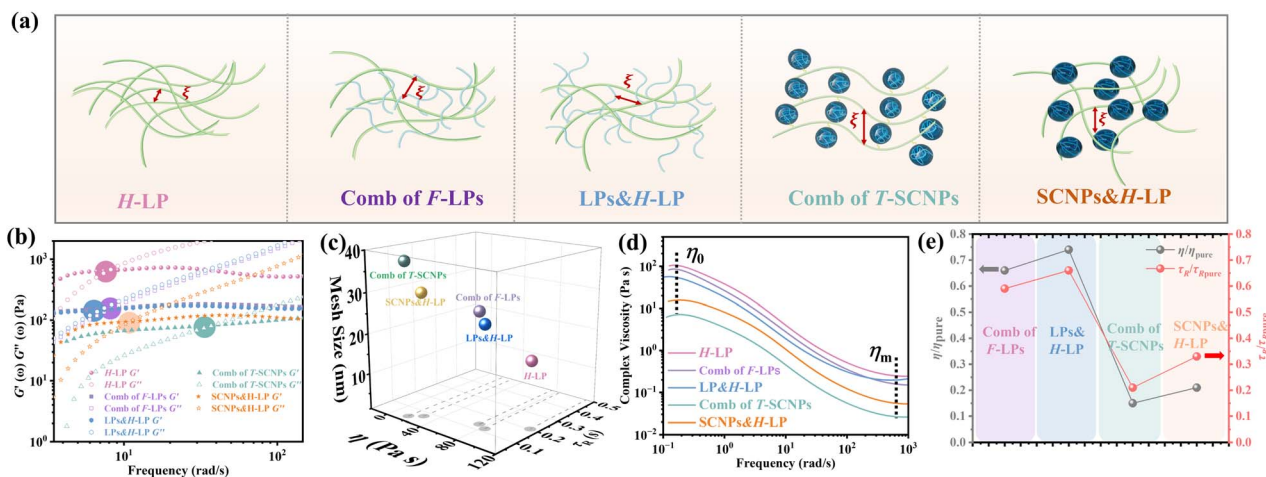 (a)
ξ
ξ
ξ
ξ
ξ
H-LP
Comb of F-LPs
LPs&H-LP
Comb of T-SCNPs
SCNPs&H-LP
(b)
G' (ω) G'' (ω) (Pa)
10³
10²
10¹
10⁰
H-LP G'
H-LP G''
Comb of F-LPs G'
Comb of F-LPs G''
LPs&H-LP G'
LPs&H-LP G''
Comb of T-SCNPs G'
Comb of T-SCNPs G''
SCNPs&H-LP G'
SCNPs&H-LP G''
10¹
10²
Frequency (rad/s)
(c)
Mesh Size (nm)
40
30
20
10
Comb of T-SCNPs
SCNPs&H-LP
Comb of F-LPs
LPs&H-LP
H-LP
0
40
80
120
η (Pa s)
0.1
0.2
0.3
0.4
0.5
τR (s)
(d)
Complex Viscosity (Pa s)
10²
10¹
10⁰
10⁻¹
10⁻²
η₀
ηm
H-LP
Comb of F-LPs
LP&H-LP
Comb of T-SCNPs
SCNPs&H-LP
10⁻¹
10⁰
10¹
10²
10³
Frequency (rad/s)
(e)
η/ηpure
0.8
0.7
0.6
0.5
0.4
0.3
0.2
0.1
0.0
η/ηpure
τR/τRpure
Comb of
F-LPs
LPs&
H-LP
Comb of
T-SCNPs
SCNPs&
H-LP
0.8
0.7
0.6
0.5
0.4
0.3
0.2
0.1
0.0
τR/τRpure